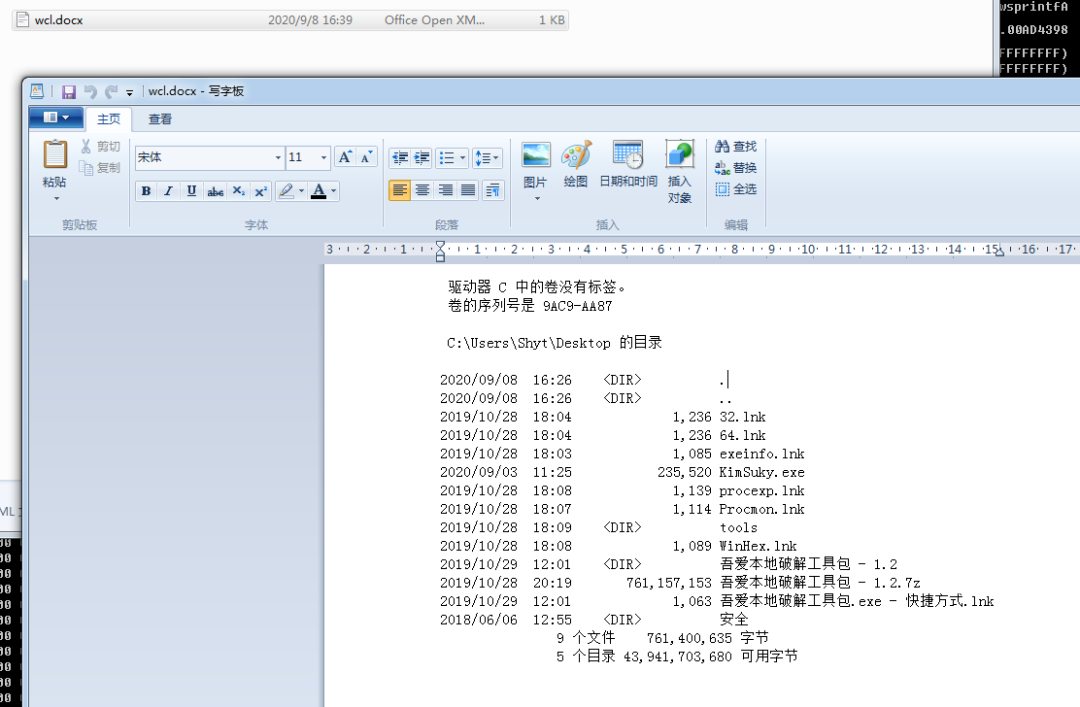 wcl.docx 2020/9/8 16:39 Office Open XM... 1 KB
wsprintfA
.00AD4398
FFFFFFFF)
FFFFFFFF)
wcl.docx - 写字板
主页 查看
粘贴 剪切
复制
宋体 11
B I U abc X₂ X²
A
图片 绘图 日期和时间 插入
对象
查找
替换
全选
剪贴板 字体 段落 插入 编辑
3 2 1 1 2 3 4 5 6 7 8 9 10 11 12 13 14 15 16 17
驱动器 C 中的卷没有标签。
卷的序列号是 9AC9-AA87
C:\Users\Shyt\Desktop 的目录
2020/09/08 16:26 <DIR> .
2020/09/08 16:26 <DIR> ..
2019/10/28 18:04 1,236 32.lnk
2019/10/28 18:04 1,236 64.lnk
2019/10/28 18:03 1,085 exeinfo.lnk
2020/09/03 11:25 235,520 KimSuky.exe
2019/10/28 18:08 1,139 procexp.lnk
2019/10/28 18:07 1,114 Procmon.lnk
2019/10/28 18:09 <DIR> tools
2019/10/28 18:08 1,089 WinHex.lnk
2019/10/29 12:01 <DIR> 吾爱本地破解工具包 - 1.2
2019/10/28 20:19 761,157,153 吾爱本地破解工具包 - 1.2.7z
2019/10/29 12:01 1,063 吾爱本地破解工具包.exe - 快捷方式.lnk
2018/06/06 12:55 <DIR> 安全
9 个文件 761,400,635 字节
5 个目录 43,941,703,680 可用字节